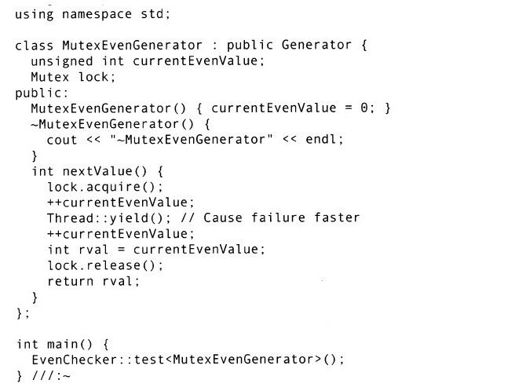 using namespace std;
class MutexEvenGenerator : public Generator {
unsigned int currentEvenValue;
Mutex lock;
public:
MutexEvenGenerator() { currentEvenValue = 0; }
~MutexEvenGenerator() {
cout << "~MutexEvenGenerator" << endl;
}
int nextValue() {
lock.acquire();
++currentEvenValue;
Thread::yield(); // Cause failure faster
++currentEvenValue;
int rval = currentEvenValue;
lock.release();
return rval;
}
};
int main() {
EvenChecker::test<MutexEvenGenerator>();
} ///:~